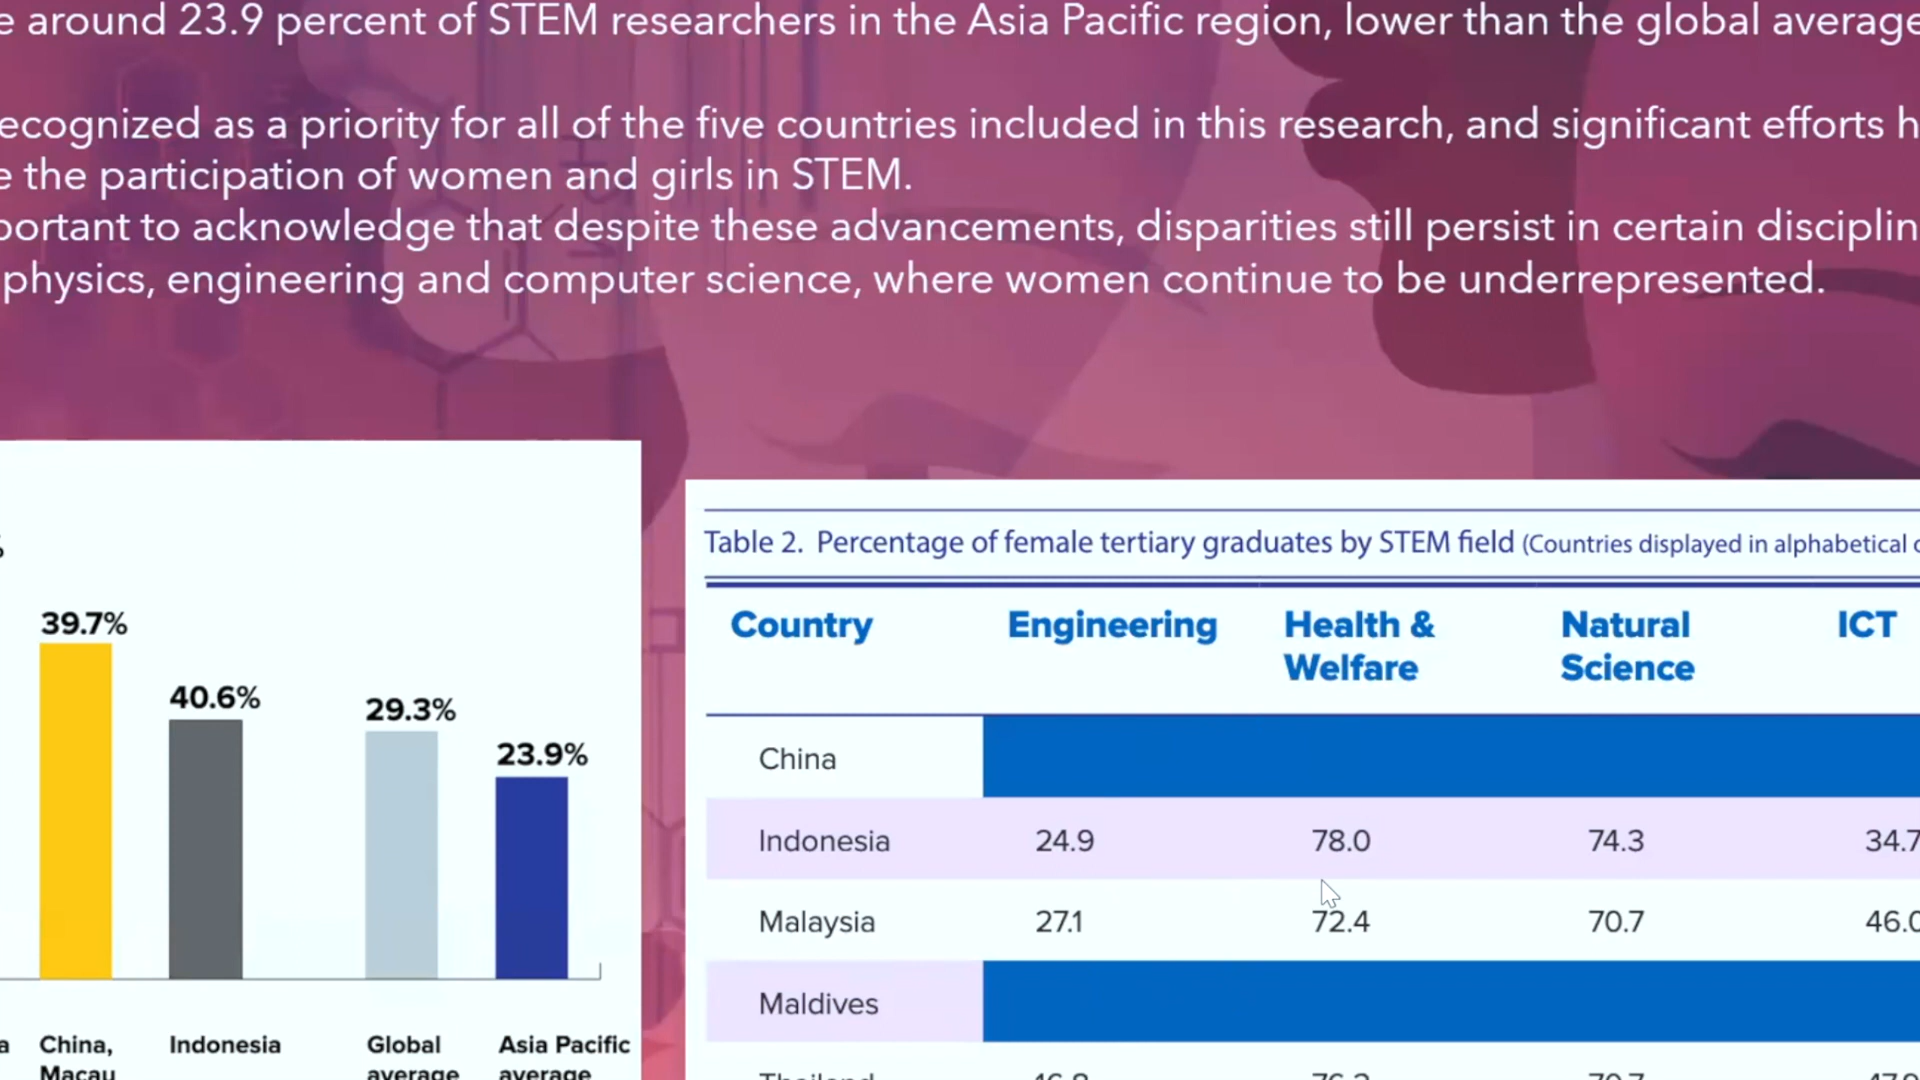 around 23.9 percent of STEM researchers in the Asia Pacific region, lower than the global average
ecognized as a priority for all of the five countries included in this research, and significant efforts h
e the participation of women and girls in STEM.
portant to acknowledge that despite these advancements, disparities still persist in certain disciplin
physics, engineering and computer science, where women continue to be underrepresented.
39.7%
40.6%
29.3%
23.9%
China, Macau
Indonesia
Global average
Asia Pacific average
Table 2. Percentage of female tertiary graduates by STEM field (Countries displayed in alphabetical
Country Engineering Health & Welfare Natural Science ICT
China
Indonesia 24.9 78.0 74.3 34.7
Malaysia 27.1 72.4 70.7 46.0
Maldives
Thailand